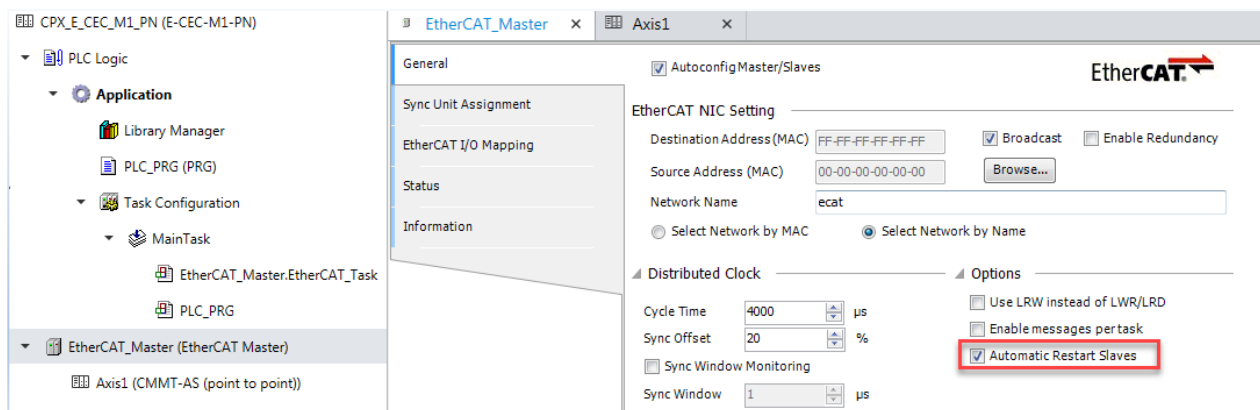 CPX_E_CEC_M1_PN (E-CEC-M1-PN)
PLC Logic
Application
Library Manager
PLC_PRG (PRG)
Task Configuration
MainTask
EtherCAT_Master.EtherCAT_Task
PLC_PRG
EtherCAT_Master (EtherCAT Master)
Axis1 (CMMT-AS (point to point))
EtherCAT_Master
Axis1
General
Sync Unit Assignment
EtherCAT I/O Mapping
Status
Information
Autoconfig Master/Slaves
EtherCAT.
EtherCAT NIC Setting
Destination Address (MAC) FF-FF-FF-FF-FF-FF Broadcast Enable Redundancy
Source Address (MAC) 00-00-00-00-00-00 Browse...
Network Name ecat
Select Network by MAC Select Network by Name
Distributed Clock
Cycle Time 4000 µs
Sync Offset 20 %
Sync Window Monitoring
Sync Window 1 µs
Options
Use LRW instead of LWR/LRD
Enable messages per task
Automatic Restart Slaves